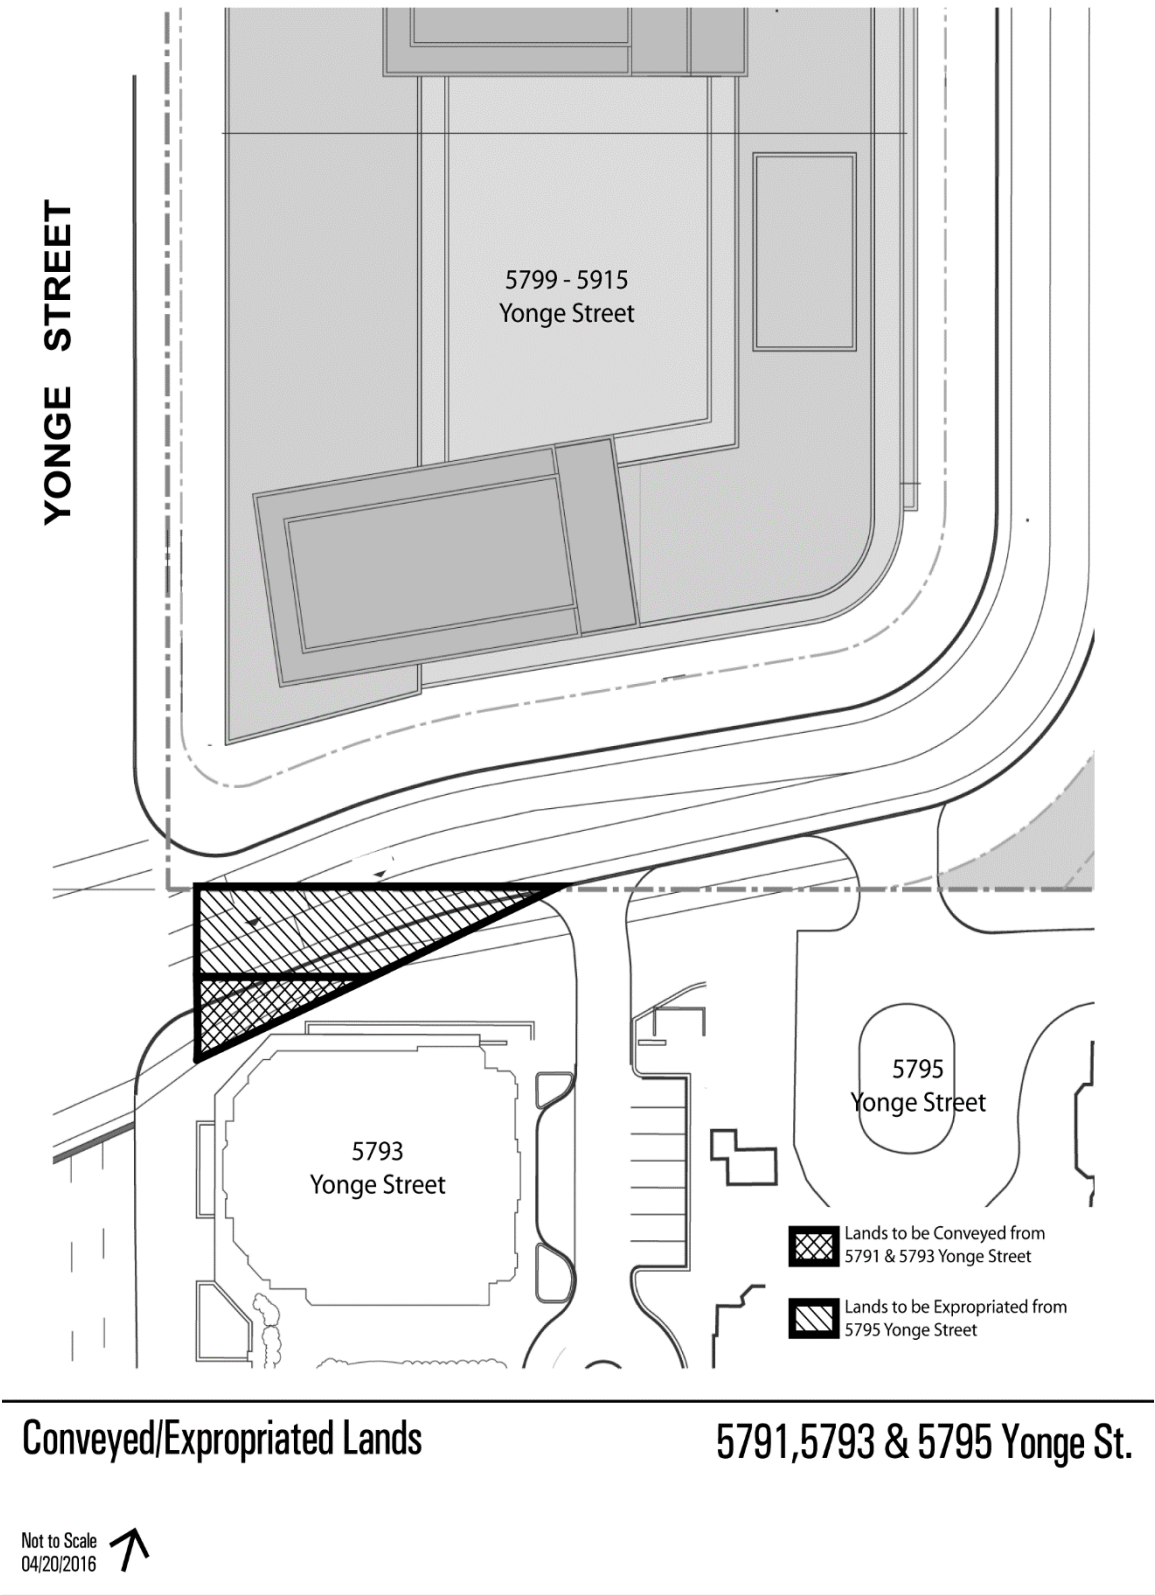 YONGE STREET
5799 - 5915
Yonge Street
5795
Yonge Street
5793
Yonge Street
Lands to be Conveyed from
5791 & 5793 Yonge Street
Lands to be Expropriated from
5795 Yonge Street
Conveyed/Expropriated Lands
5791,5793 & 5795 Yonge St.
Not to Scale
04/20/2016